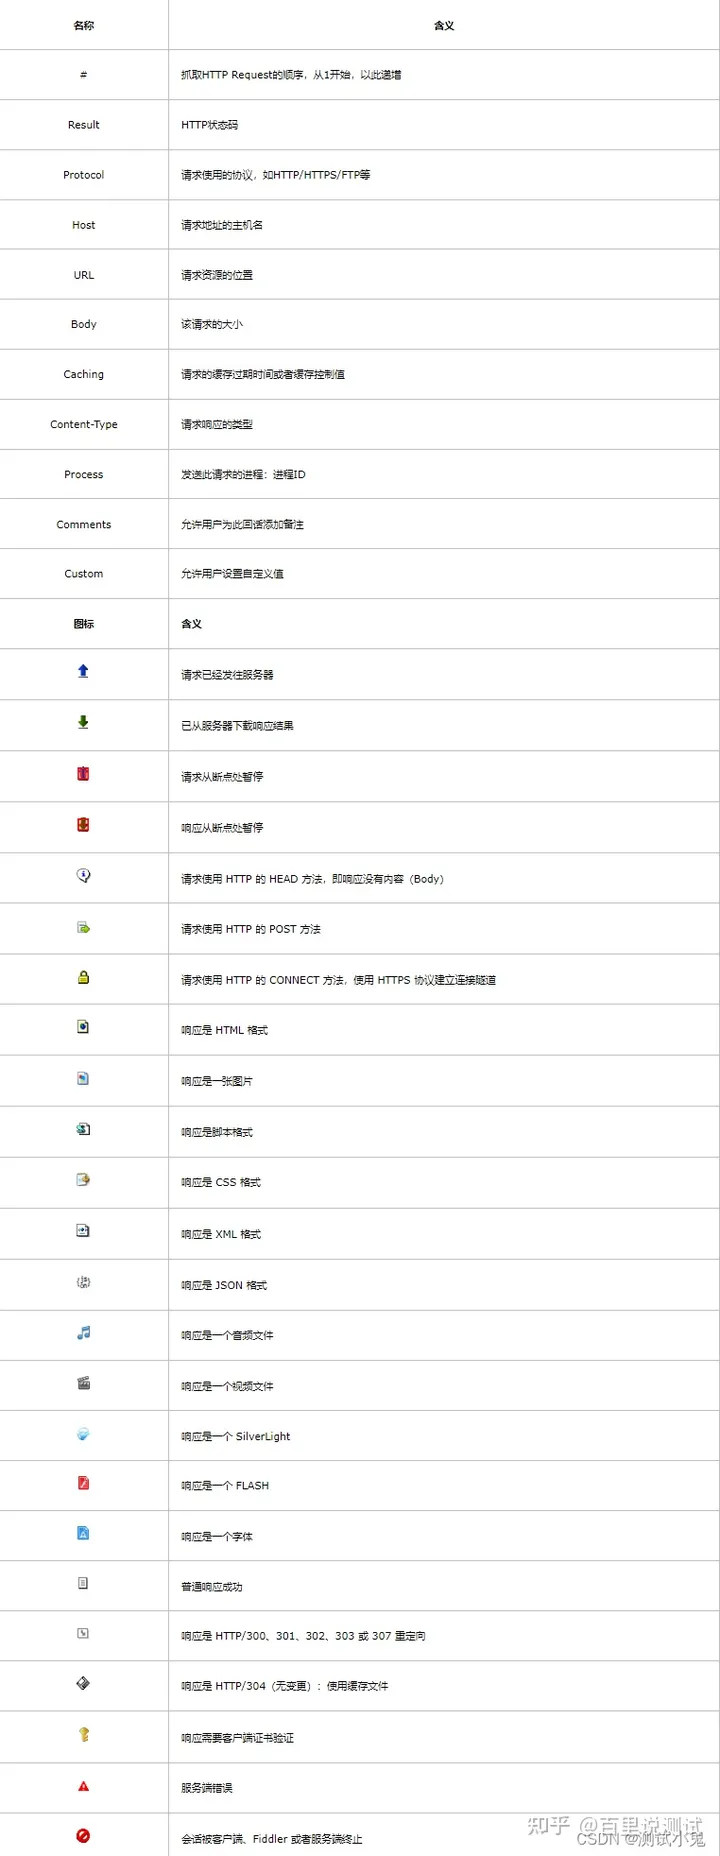 名称 含义
# 抓取HTTP Request的顺序，从1开始，以此递增
Result HTTP状态码
Protocol 请求使用的协议，如HTTP/HTTPS/FTP等
Host 请求地址的主机名
URL 请求资源的位置
Body 该请求的大小
Caching 请求的缓存过期时间或者缓存控制值
Content-Type 请求响应的类型
Process 发送此请求的进程：进程ID
Comments 允许用户为此回话添加备注
Custom 允许用户设置自定义值
图标 含义
请求已经发往服务器
已从服务器下载响应结果
请求从断点处暂停
响应从断点处暂停
请求使用 HTTP 的 HEAD 方法，即响应没有内容（Body）
请求使用 HTTP 的 POST 方法
请求使用 HTTP 的 CONNECT 方法，使用 HTTPS 协议建立连接隧道
响应是 HTML 格式
响应是一张图片
响应是脚本格式
响应是 CSS 格式
响应是 XML 格式
响应是 JSON 格式
响应是一个音频文件
响应是一个视频文件
响应是一个 SilverLight
响应是一个 FLASH
响应是一个字体
普通响应成功
响应是 HTTP/300、301、302、303 或 307 重定向
响应是 HTTP/304（无变更）：使用缓存文件
响应需要客户端证书验证
服务端错误
会话被客户端、Fiddler 或者服务端终止
知乎 @百里说测试
CSDN @测试小鬼